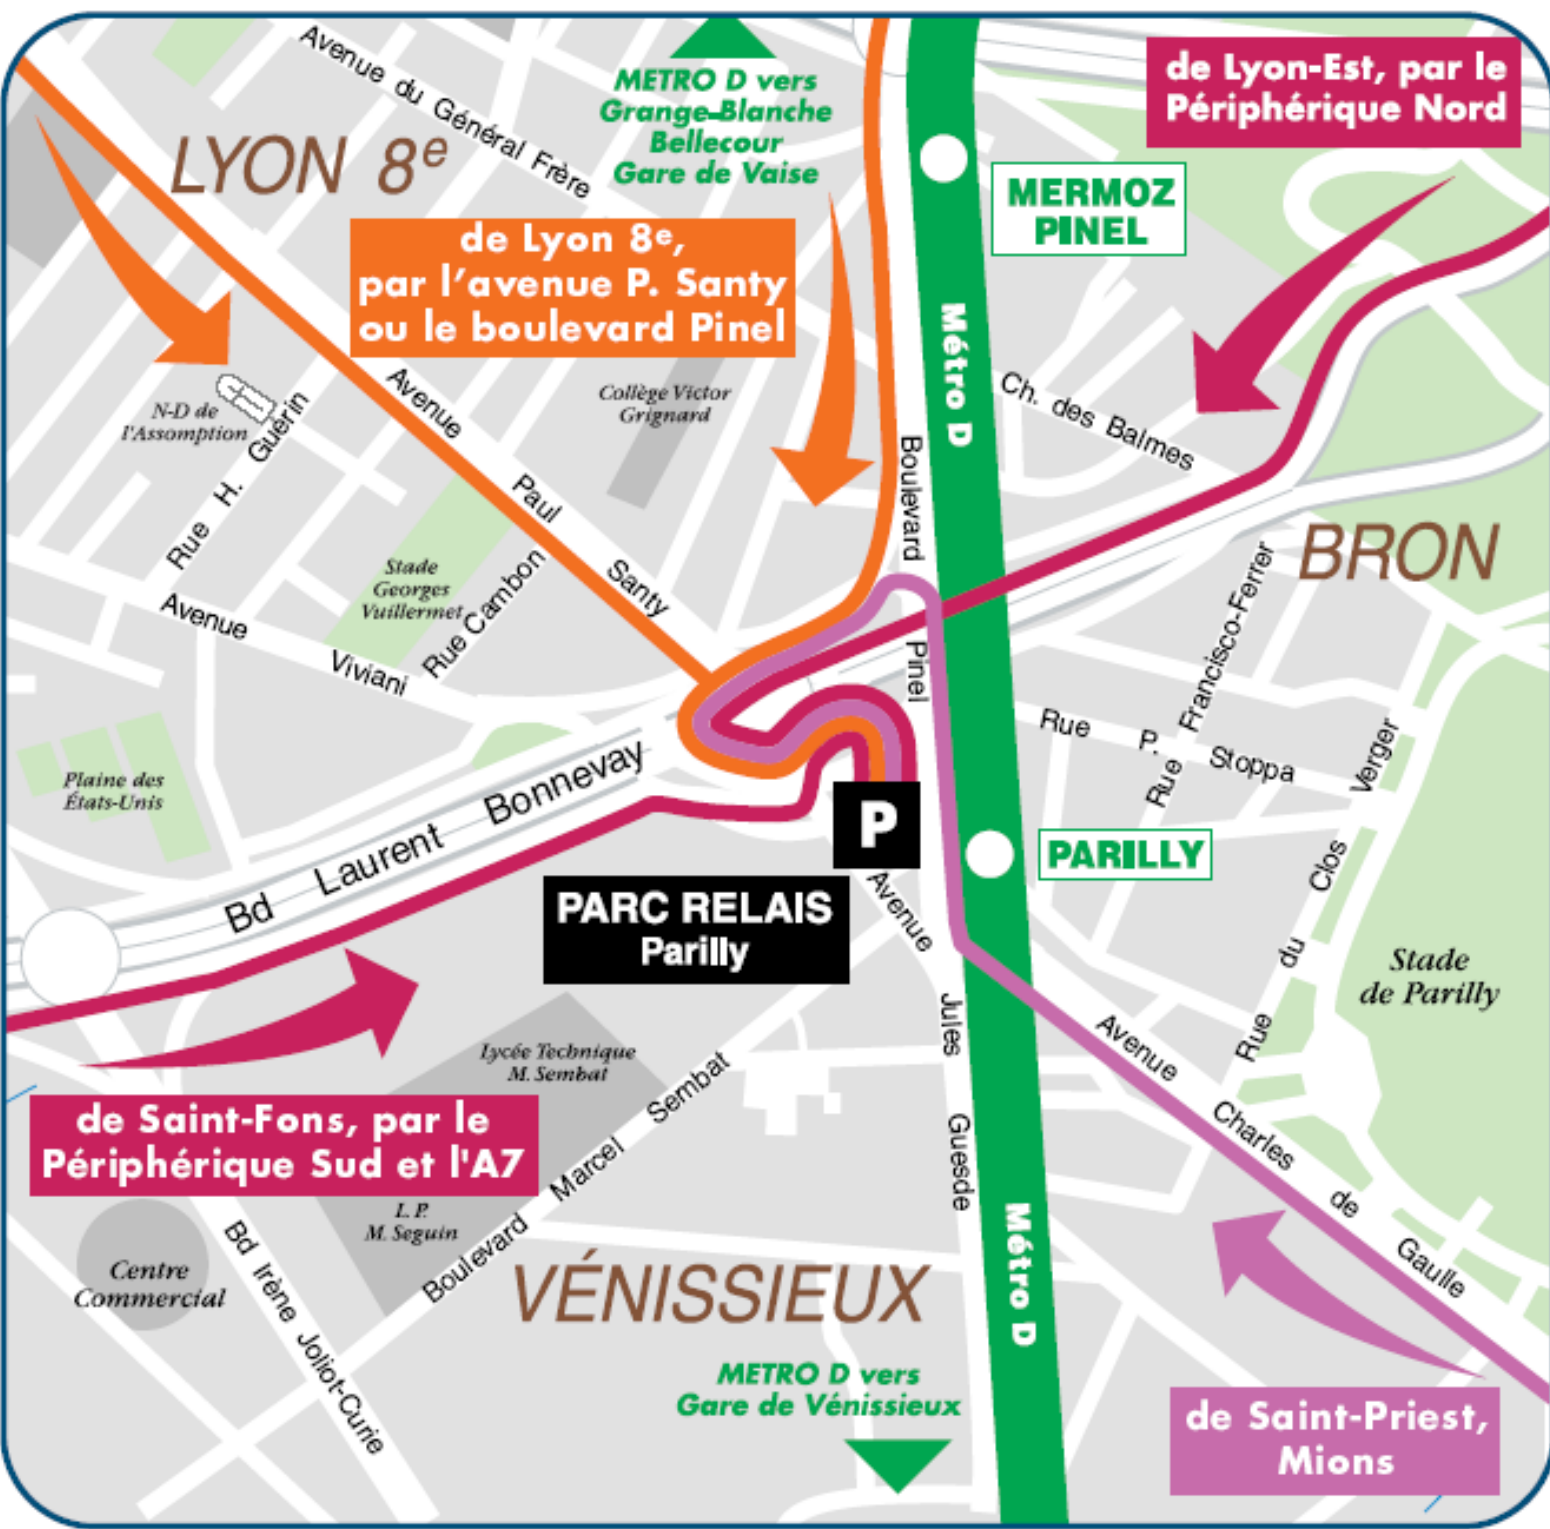 Avenue du Général Frère
METRO D vers
Grange-Blanche
Bellecour
Gare de Vaise
de Lyon-Est, par le
Périphérique Nord
LYON 8e
MERMOZ
PINEL
de Lyon 8e,
par l'avenue P. Santy
ou le boulevard Pinel
Métro D
N-D de
l'Assomption
Rue H. Guérin
Avenue Paul Santy
Collège Victor
Grignard
Ch. des Balmes
Boulevard Pinel
BRON
Stade
Georges
Vuillermet
Rue Cambon
Avenue Viviani
Rue Francisco-Ferrer
Rue P. Stoppa
Plaine des
États-Unis
Bd Laurent Bonnevay
P
PARC RELAIS
Parilly
PARILLY
Rue du Clos Verger
Stade
de Parilly
Avenue Jules Guesde
Avenue Charles de Gaulle
Lycée Technique
M. Sembat
de Saint-Fons, par le
Périphérique Sud et l'A7
L. P.
M. Seguin
Boulevard Marcel Sembat
Centre
Commercial
Bd Irène Joliot-Curie
VÉNISSIEUX
Métro D
METRO D vers
Gare de Vénissieux
de Saint-Priest,
Mions